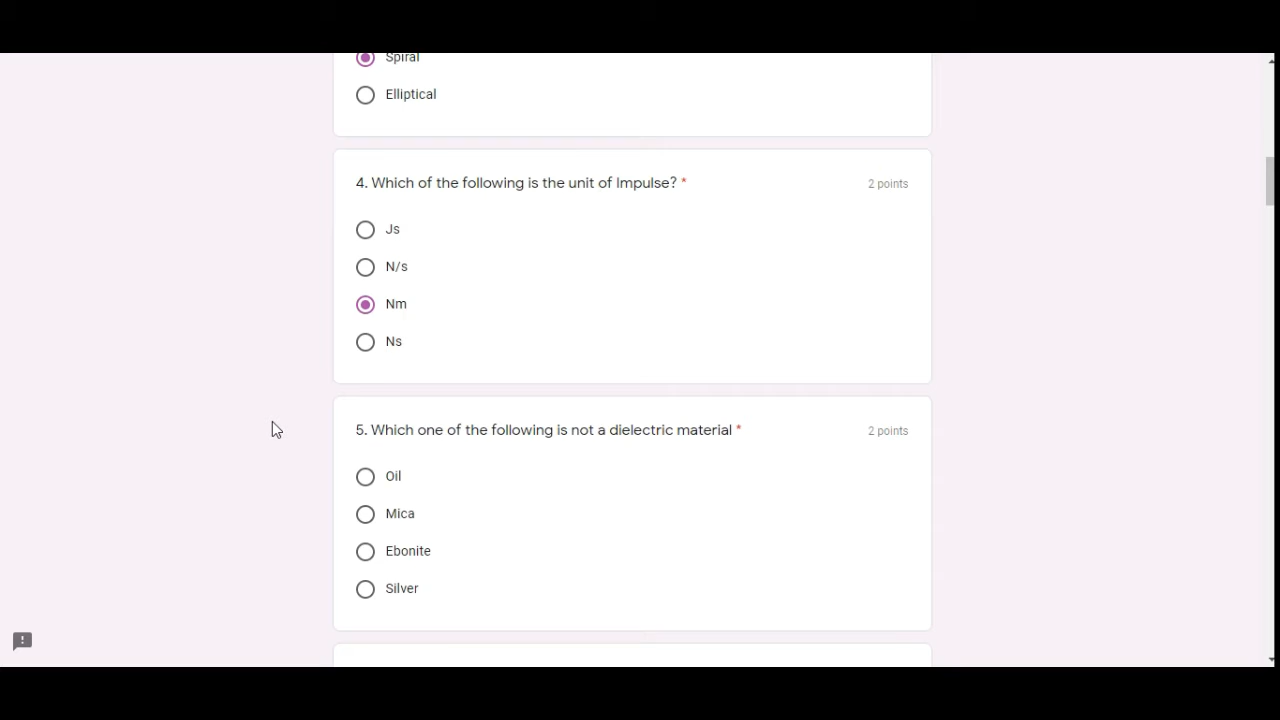 Spiral
Elliptical
4. Which of the following is the unit of Impulse? *
2 points
Js
N/s
Nm
Ns
5. Which one of the following is not a dielectric material *
2 points
Oil
Mica
Ebonite
Silver